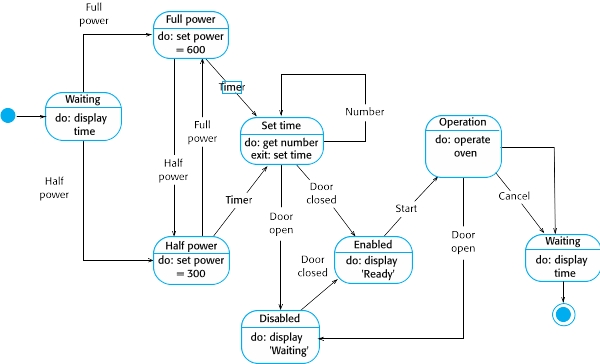 Full
power
Full power
do: set power
= 600
Timer
Waiting
do: display
time
Full
power
Half
power
Half
power
Half power
do: set power
= 300
Timer
Set time
do: get number
exit: set time
Number
Door
open
Door
closed
Door
closed
Disabled
do: display
'Waiting'
Enabled
do: display
'Ready'
Start
Operation
do: operate
oven
Door
open
Cancel
Waiting
do: display
time